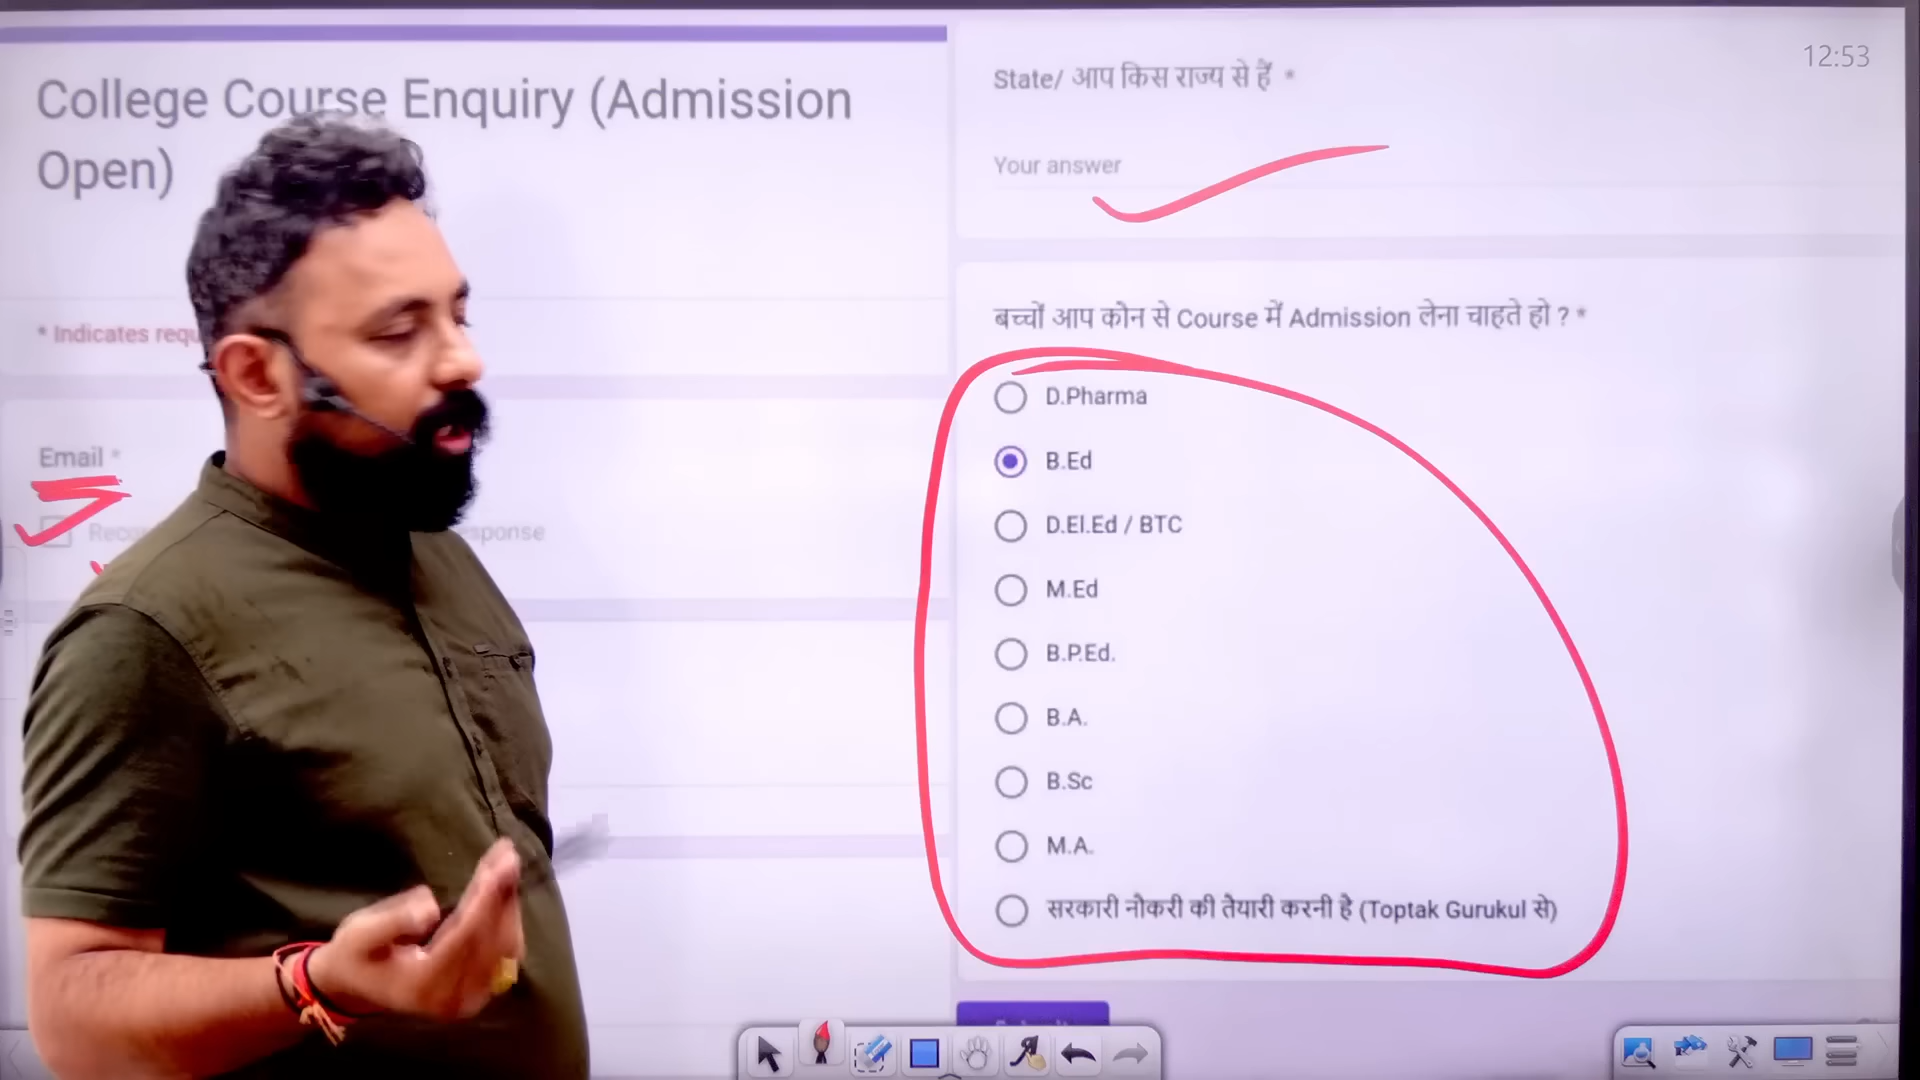 College Course Enquiry (Admission
Open)
* Indicates
Email *
State/ आप किस राज्य से हैं *
Your answer
12:53
बच्चों आप कोन से Course में Admission लेना चाहते हो ? *
D.Pharma
B.Ed
D.El.Ed / BTC
M.Ed
B.P.Ed.
B.A.
B.Sc
M.A.
सरकारी नौकरी की तैयारी करनी है (Toptak Gurukul से)